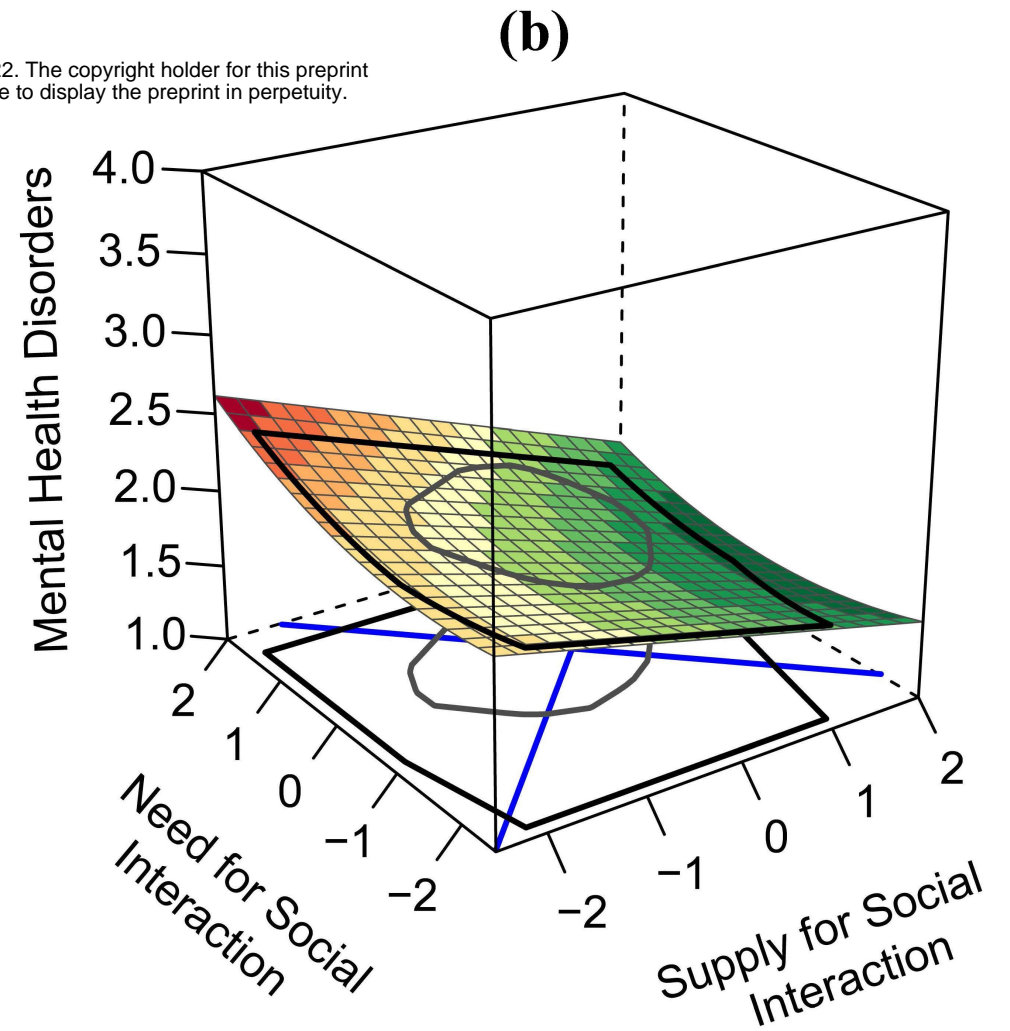 (b)
22. The copyright holder for this preprint
e to display the preprint in perpetuity.
Mental Health Disorders
4.0
3.5
3.0
2.5
2.0
1.5
1.0
2
1
0
−1
−2
Need for Social
Interaction
−2
−1
0
1
2
Supply for Social
Interaction